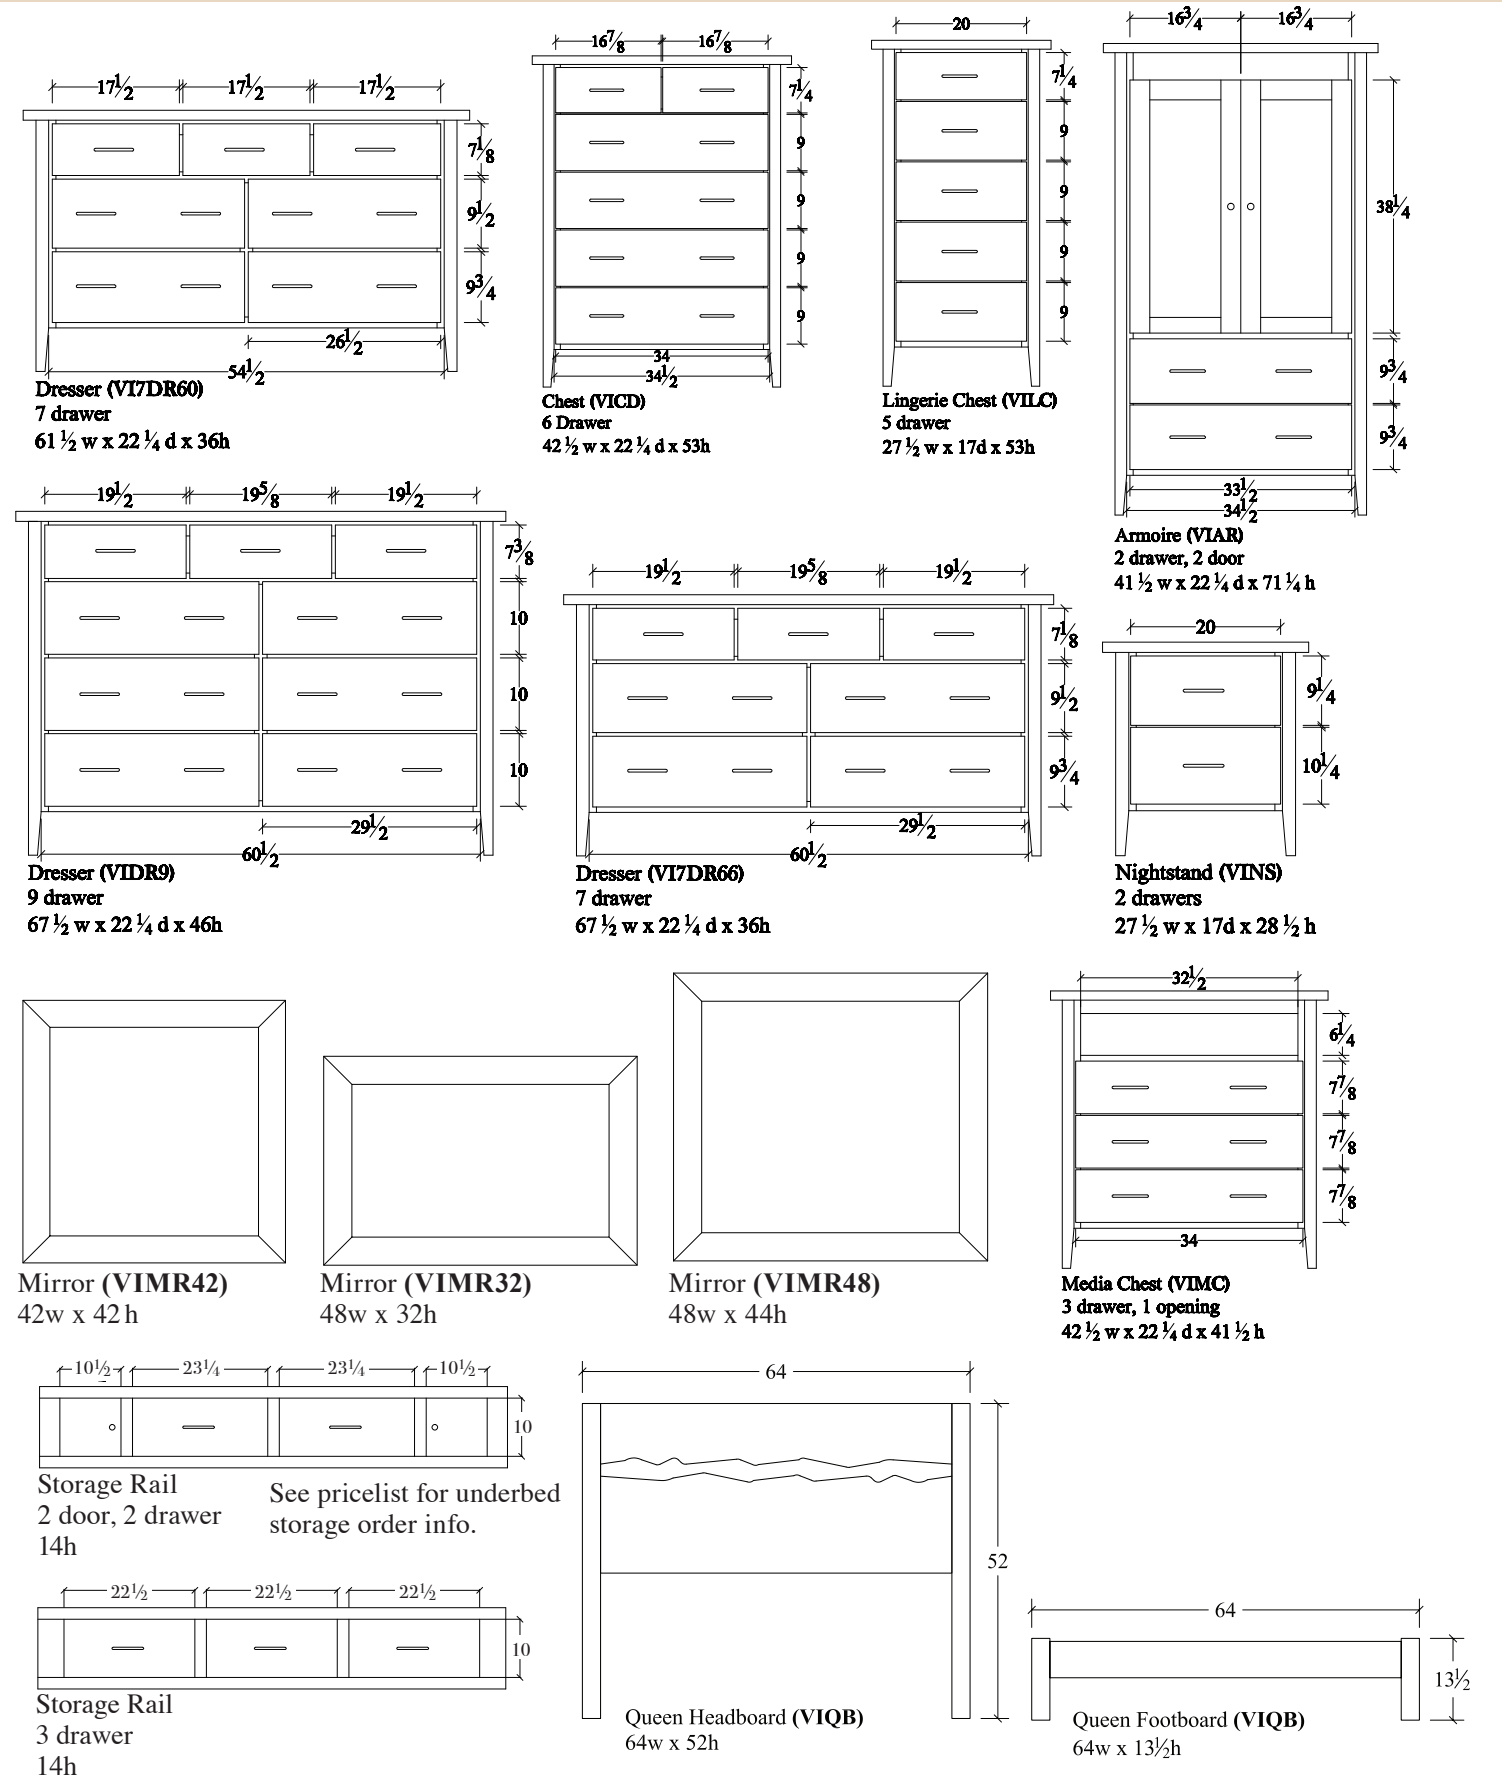 17½ 17½ 17½
7⅛
9½
9¾
26½
54½
Dresser (VI7DR60)
7 drawer
61 ½ w x 22 ¼ d x 36h
16⅞ 16⅞
7¼
9
9
9
9
34
34½
Chest (VICD)
6 Drawer
42 ½ w x 22 ¼ d x 53h
20
7¼
9
9
9
9
Lingerie Chest (VILC)
5 drawer
27 ½ w x 17d x 53h
16¾ 16¾
38¼
9¾
9¾
33½
34½
Armoire (VIAR)
2 drawer, 2 door
41 ½ w x 22 ¼ d x 71 ¼ h
19½ 19⅝ 19½
7⅜
10
10
10
29½
60½
Dresser (VIDR9)
9 drawer
67 ½ w x 22 ¼ d x 46h
19½ 19⅝ 19½
7⅛
9½
9¾
29½
60½
Dresser (VI7DR66)
7 drawer
67 ½ w x 22 ¼ d x 36h
20
9¼
10¼
Nightstand (VINS)
2 drawers
27 ½ w x 17d x 28 ½ h
Mirror (VIMR42)
42w x 42h
Mirror (VIMR32)
48w x 32h
Mirror (VIMR48)
48w x 44h
32½
6¼
7⅞
7⅞
7⅞
34
Media Chest (VIMC)
3 drawer, 1 opening
42 ½ w x 22 ¼ d x 41 ½ h
10½ 23¼ 23¼ 10½
10
Storage Rail
2 door, 2 drawer
14h
See pricelist for underbed
storage order info.
22½ 22½ 22½
10
Storage Rail
3 drawer
14h
64
52
Queen Headboard (VIQB)
64w x 52h
64
13½
Queen Footboard (VIQB)
64w x 13½h